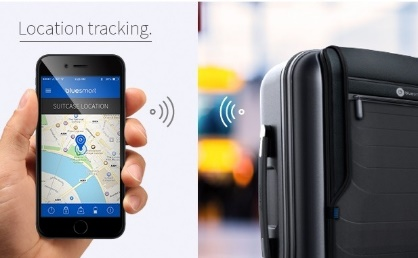 Location tracking.
bluesmart
SUITCASE LOCATION